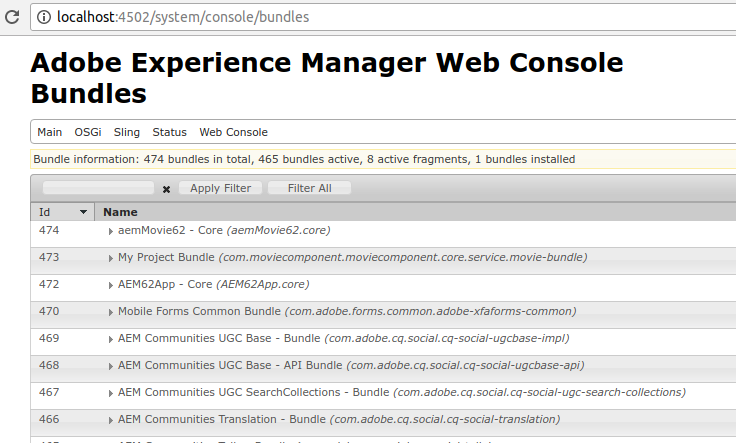 localhost:4502/system/console/bundles
Adobe Experience Manager Web Console
Bundles
Main OSGi Sling Status Web Console
Bundle information: 474 bundles in total, 465 bundles active, 8 active fragments, 1 bundles installed
Apply Filter Filter All
Id Name
474 aemMovie62 - Core (aemMovie62.core)
473 My Project Bundle (com.moviecomponent.moviecomponent.core.service.movie-bundle)
472 AEM62App - Core (AEM62App.core)
470 Mobile Forms Common Bundle (com.adobe.forms.common.adobe-xfaforms-common)
469 AEM Communities UGC Base - Bundle (com.adobe.cq.social.cq-social-ugcbase-impl)
468 AEM Communities UGC Base - API Bundle (com.adobe.cq.social.cq-social-ugcbase-api)
467 AEM Communities UGC SearchCollections - Bundle (com.adobe.cq.social.cq-social-ugc-search-collections)
466 AEM Communities Translation - Bundle (com.adobe.cq.social.cq-social-translation)